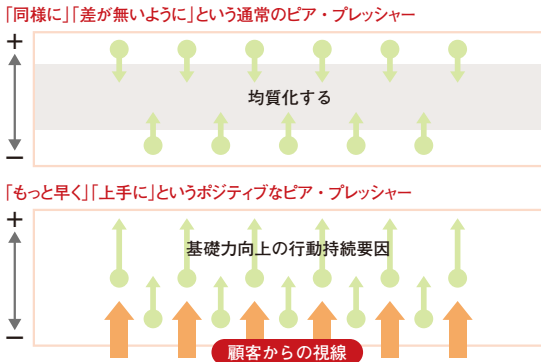 「同様に」「差が無いように」という通常のピア・プレッシャー
+
均質化する
−
「もっと早く」「上手に」というポジティブなピア・プレッシャー
+
基礎力向上の行動持続要因
−
顧客からの視線